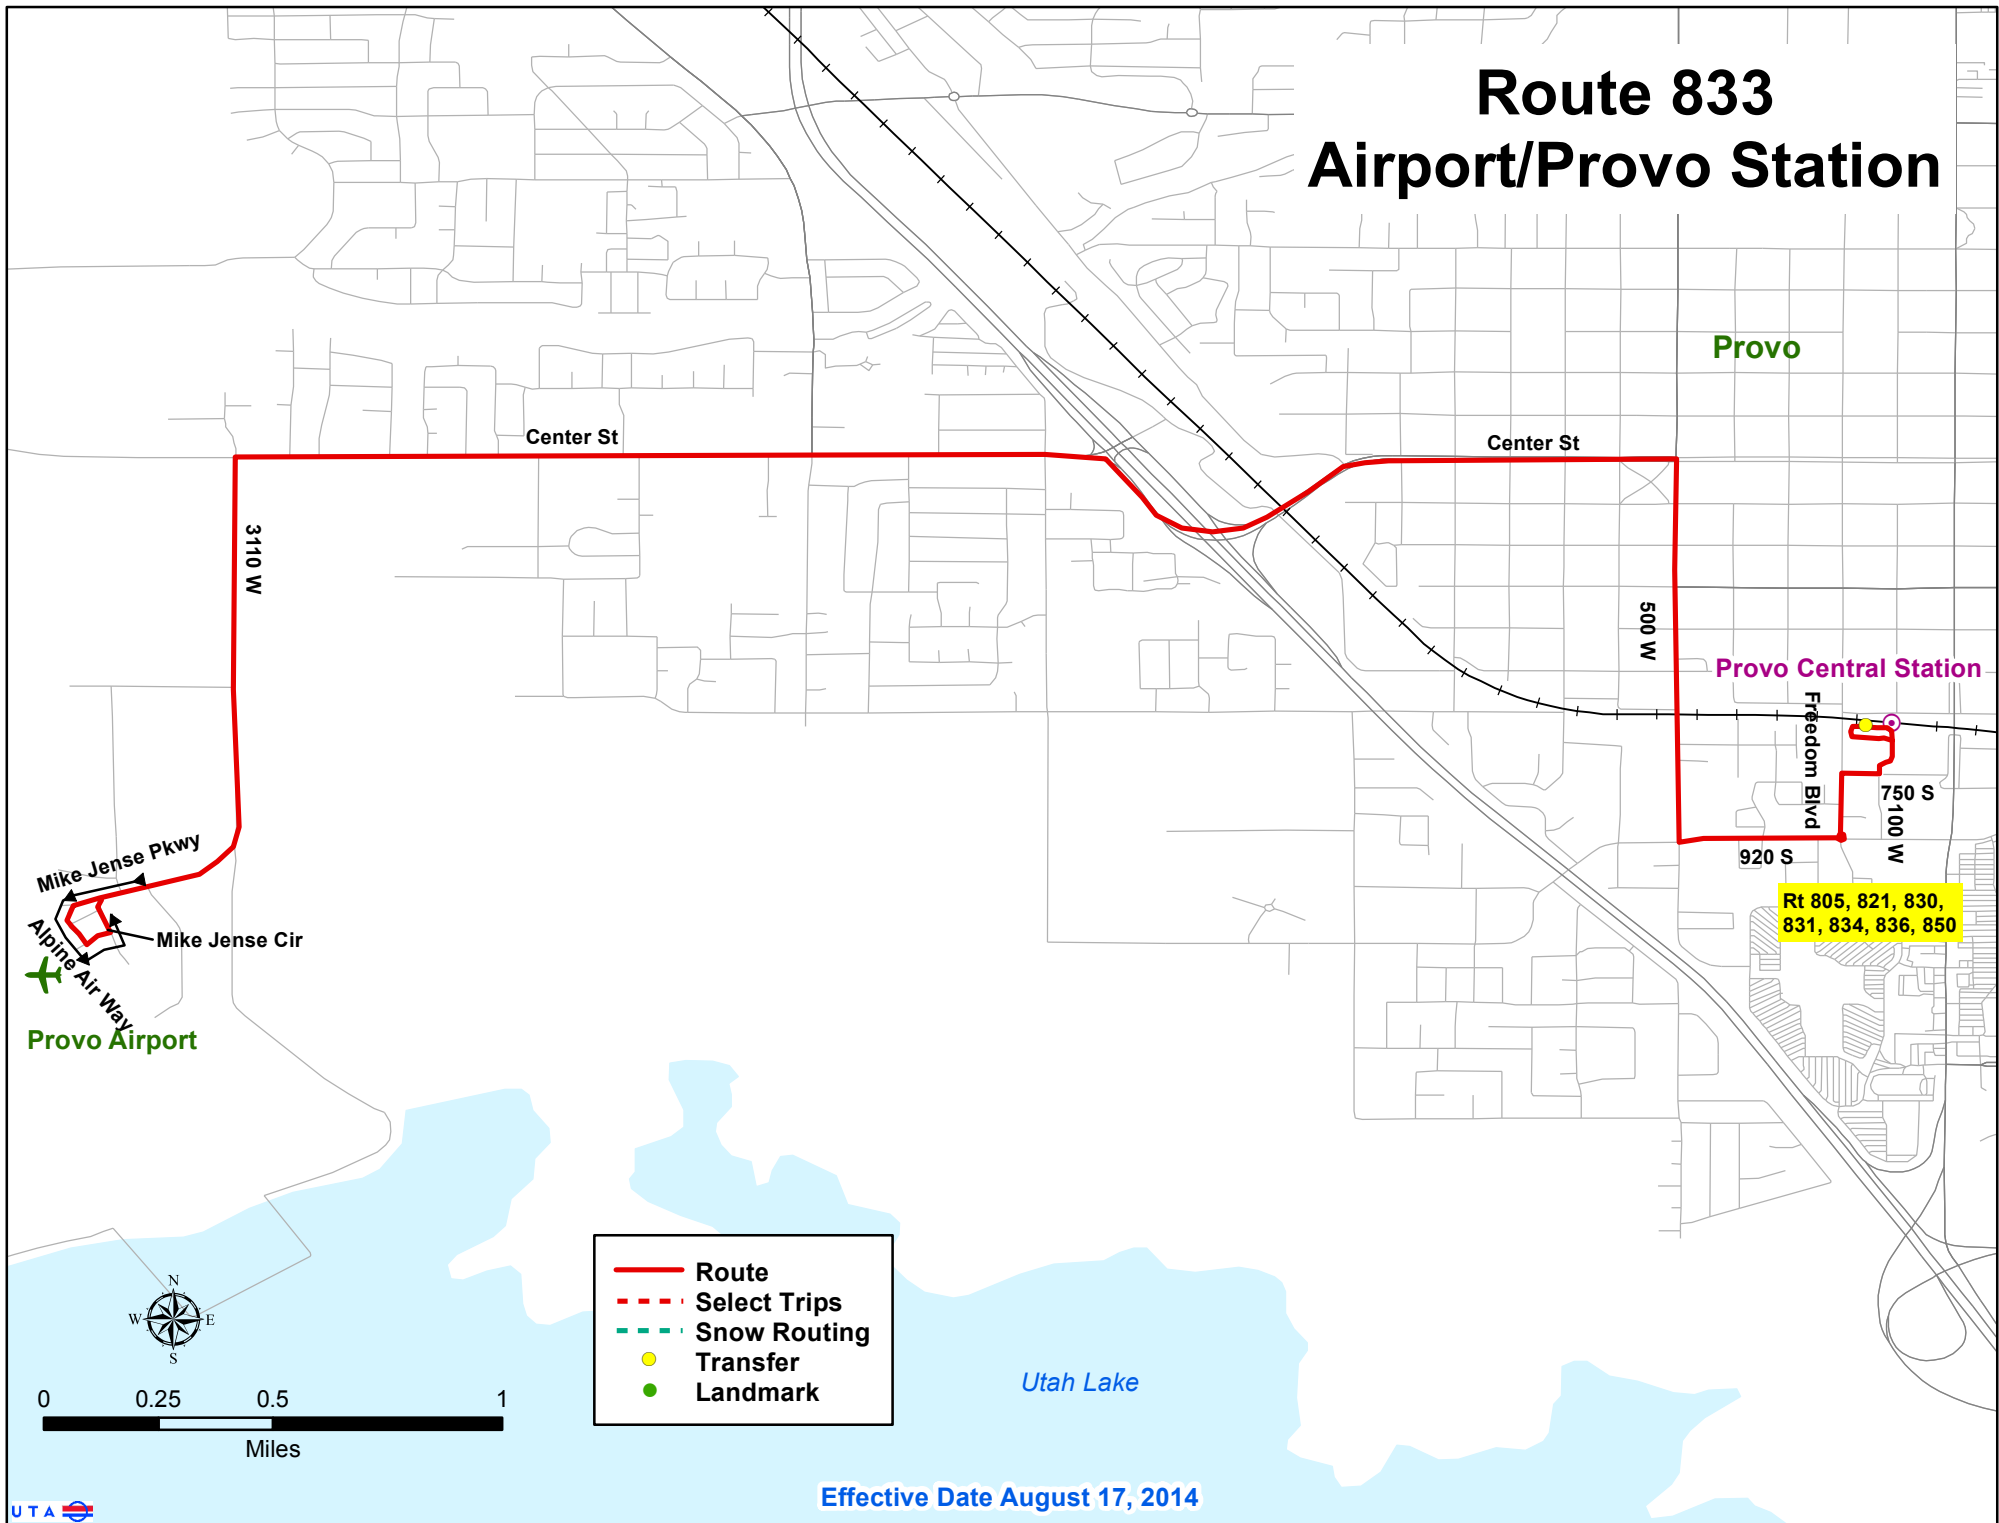 Route 833
Airport/Provo Station
Provo
Center St
Center St
3110 W
500 W
Provo Central Station
Freedom Blvd
750 S
100 W
920 S
Mike Jense Pkwy
Rt 805, 821, 830,
831, 834, 836, 850
Mike Jense Cir
Alpine Air Way
Provo Airport
N
W E
S
Route
Select Trips
Snow Routing
Transfer
Landmark
Utah Lake
0 0.25 0.5 1
Miles
Effective Date August 17, 2014
UTA